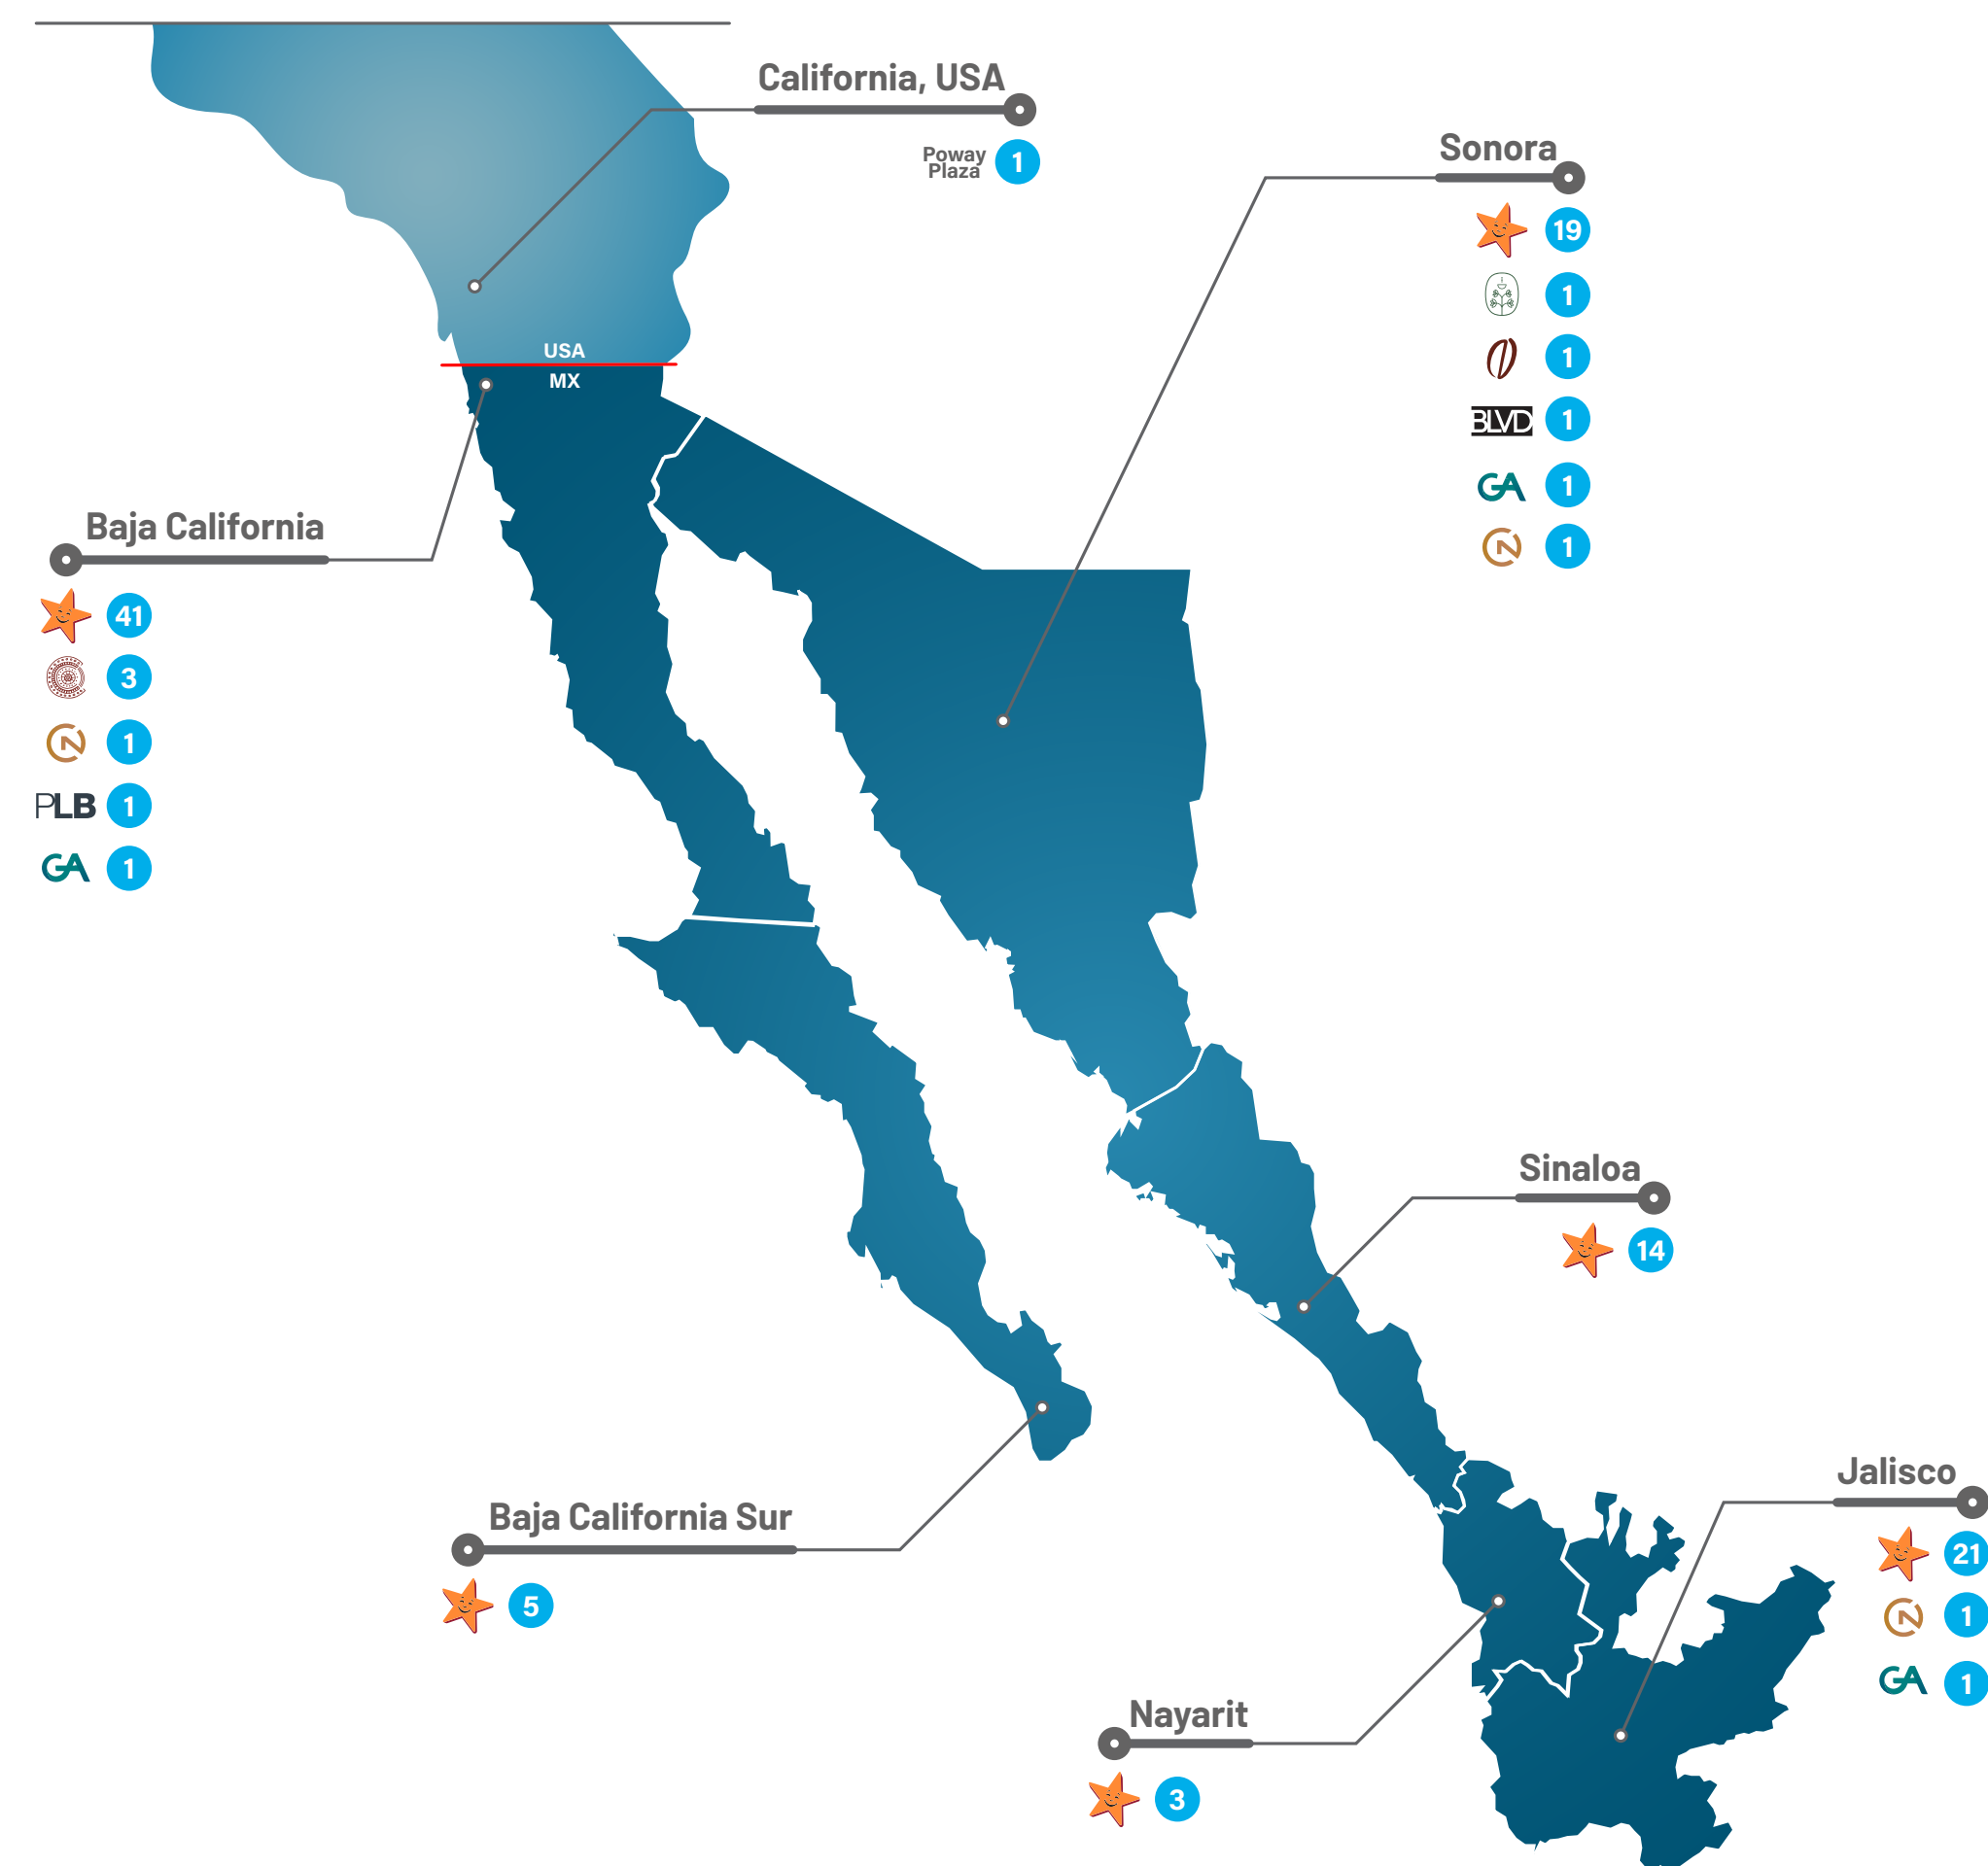 California, USA
Poway
Plaza
1
Sonora
19
1
1
BLVD 1
GA 1
1
USA
MX
Baja California
41
3
1
PLB 1
GA 1
Sinaloa
14
Baja California Sur
5
Jalisco
21
1
GA 1
Nayarit
3